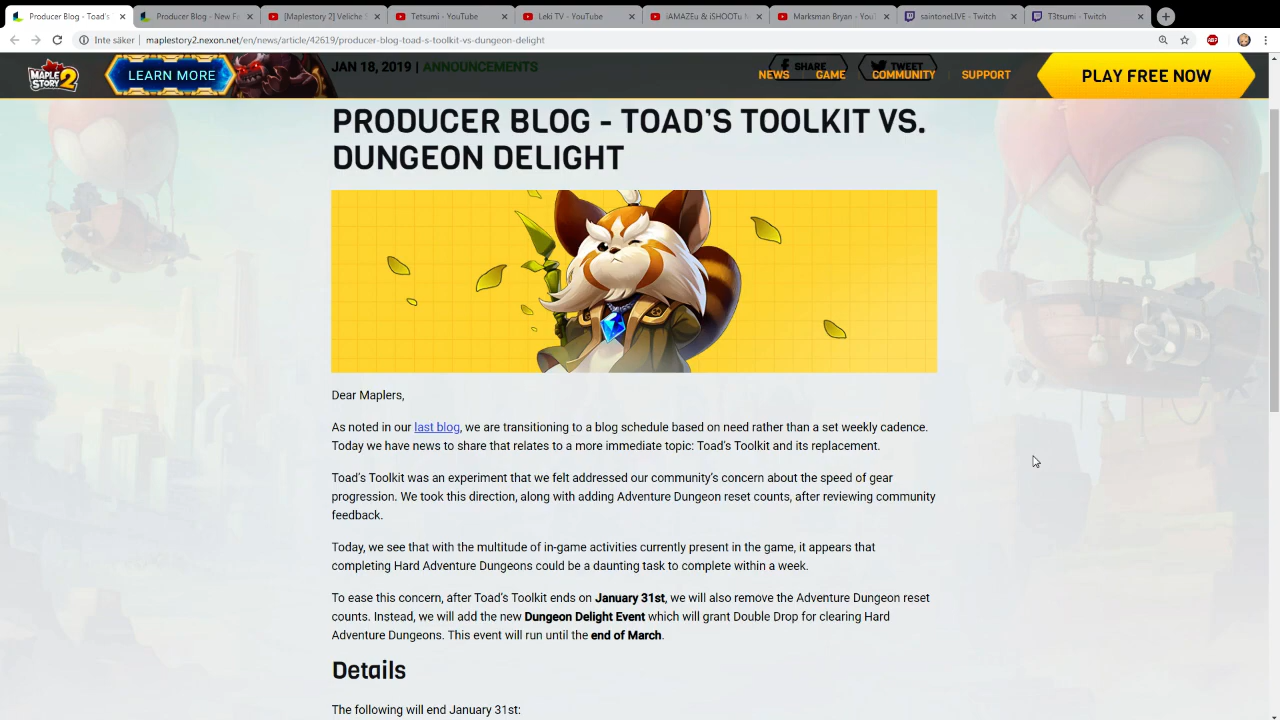 Producer Blog - Toad's
Producer Blog - New Fe
[Maplestory 2] Veliche S
Tetsumi - YouTube
Leki TV - YouTube
iAMAZEu & iSHOOTu N
Marksman Bryan - YouT
saintoneLIVE - Twitch
T3tsumi - Twitch
Inte säker
maplestory2.nexon.net/en/news/article/42619/producer-blog-toad-s-toolkit-vs-dungeon-delight
MAPLE STORY 2
LEARN MORE
JAN 18, 2019 | ANNOUNCEMENTS
SHARE
TWEET
NEWS
GAME
COMMUNITY
SUPPORT
PLAY FREE NOW
PRODUCER BLOG - TOAD'S TOOLKIT VS.
DUNGEON DELIGHT
Dear Maplers,
As noted in our last blog, we are transitioning to a blog schedule based on need rather than a set weekly cadence.
Today we have news to share that relates to a more immediate topic: Toad's Toolkit and its replacement.
Toad's Toolkit was an experiment that we felt addressed our community's concern about the speed of gear
progression. We took this direction, along with adding Adventure Dungeon reset counts, after reviewing community
feedback.
Today, we see that with the multitude of in-game activities currently present in the game, it appears that
completing Hard Adventure Dungeons could be a daunting task to complete within a week.
To ease this concern, after Toad's Toolkit ends on January 31st, we will also remove the Adventure Dungeon reset
counts. Instead, we will add the new Dungeon Delight Event which will grant Double Drop for clearing Hard
Adventure Dungeons. This event will run until the end of March.
Details
The following will end January 31st: